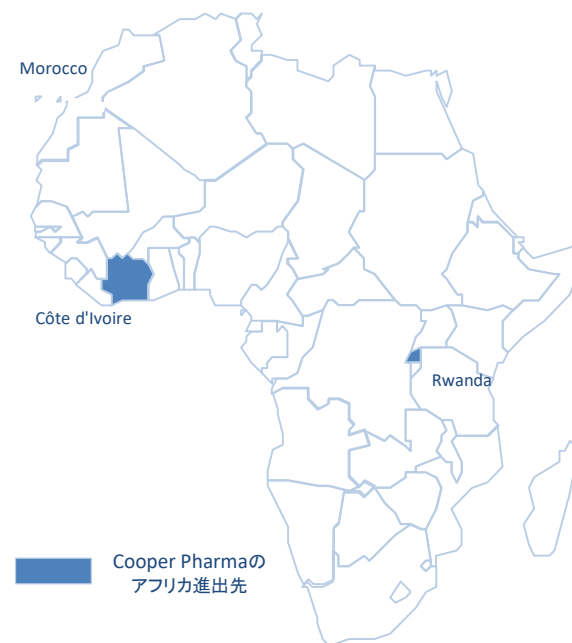 Morocco
Côte d'Ivoire
Rwanda
Cooper Pharmaの
アフリカ進出先